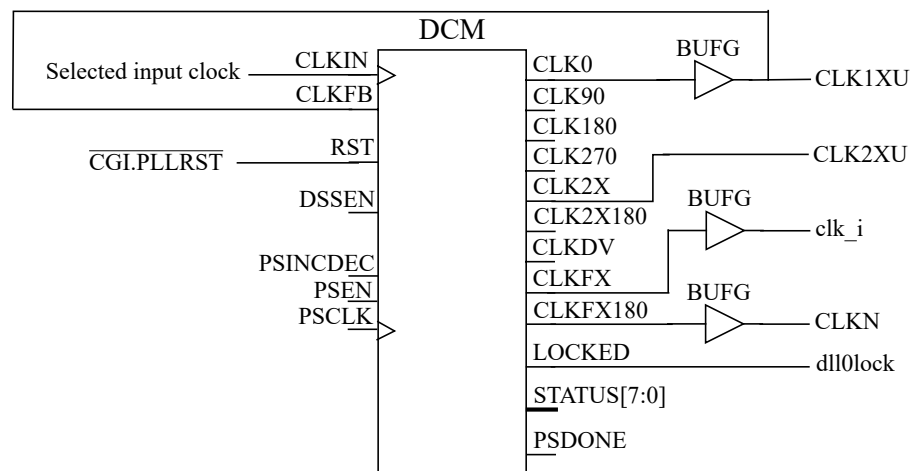 DCM
BUFG
Selected input clock
CLKIN
CLK0
CLK1XU
CLKFB
CLK90
CLK180
CGI.PLLRST
RST
CLK270
CLK2XU
CLK2X
BUFG
DSSEN
CLK2X180
clk_i
CLKDV
PSINCDEC
CLKFX
PSEN
BUFG
PSCLK
CLKFX180
CLKN
LOCKED
dll0lock
STATUS[7:0]
PSDONE